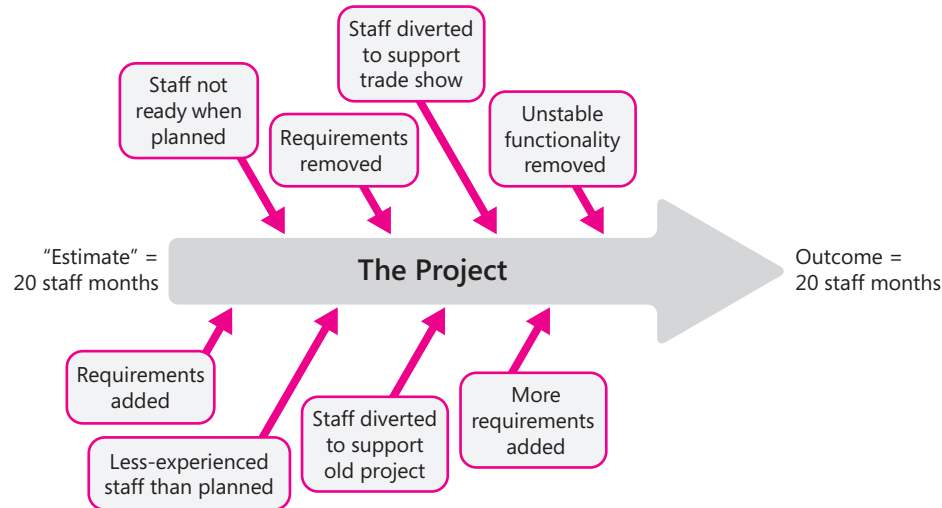 Staff diverted
to support
trade show
Staff not
ready when
planned
Requirements
removed
Unstable
functionality
removed
“Estimate” =
20 staff months
The Project
Outcome =
20 staff months
Requirements
added
Less-experienced
staff than planned
Staff diverted
to support
old project
More
requirements
added